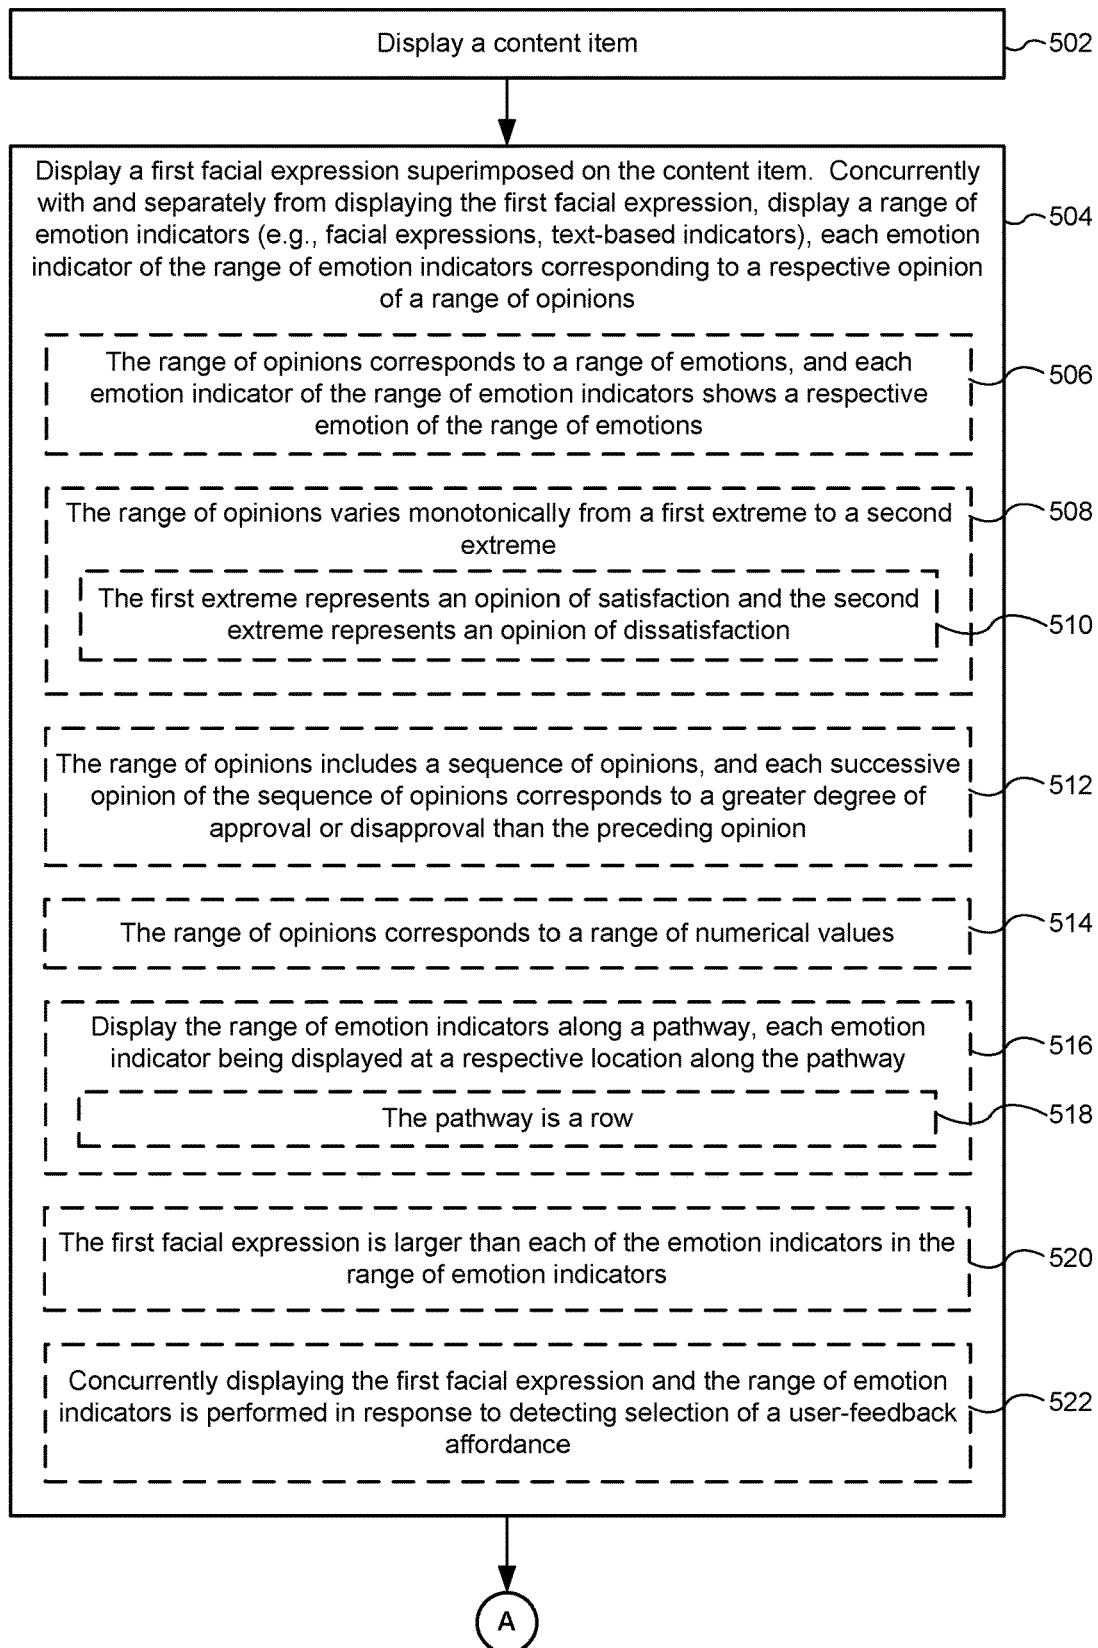 Display a content item
502
Display a first facial expression superimposed on the content item. Concurrently
with and separately from displaying the first facial expression, display a range of
504
emotion indicators (e.g., facial expressions, text-based indicators), each emotion
indicator of the range of emotion indicators corresponding to a respective opinion
of a range of opinions
The range of opinions corresponds to a range of emotions, and each
506
emotion indicator of the range of emotion indicators shows a respective
emotion of the range of emotions
The range of opinions varies monotonically from a first extreme to a second
508
extreme
The first extreme represents an opinion of satisfaction and the second
510
extreme represents an opinion of dissatisfaction
The range of opinions includes a sequence of opinions, and each successive
512
opinion of the sequence of opinions corresponds to a greater degree of
approval or disapproval than the preceding opinion
The range of opinions corresponds to a range of numerical values
514
Display the range of emotion indicators along a pathway, each emotion
516
indicator being displayed at a respective location along the pathway
The pathway is a row
518
The first facial expression is larger than each of the emotion indicators in the
520
range of emotion indicators
Concurrently displaying the first facial expression and the range of emotion
522
indicators is performed in response to detecting selection of a user-feedback
affordance
A